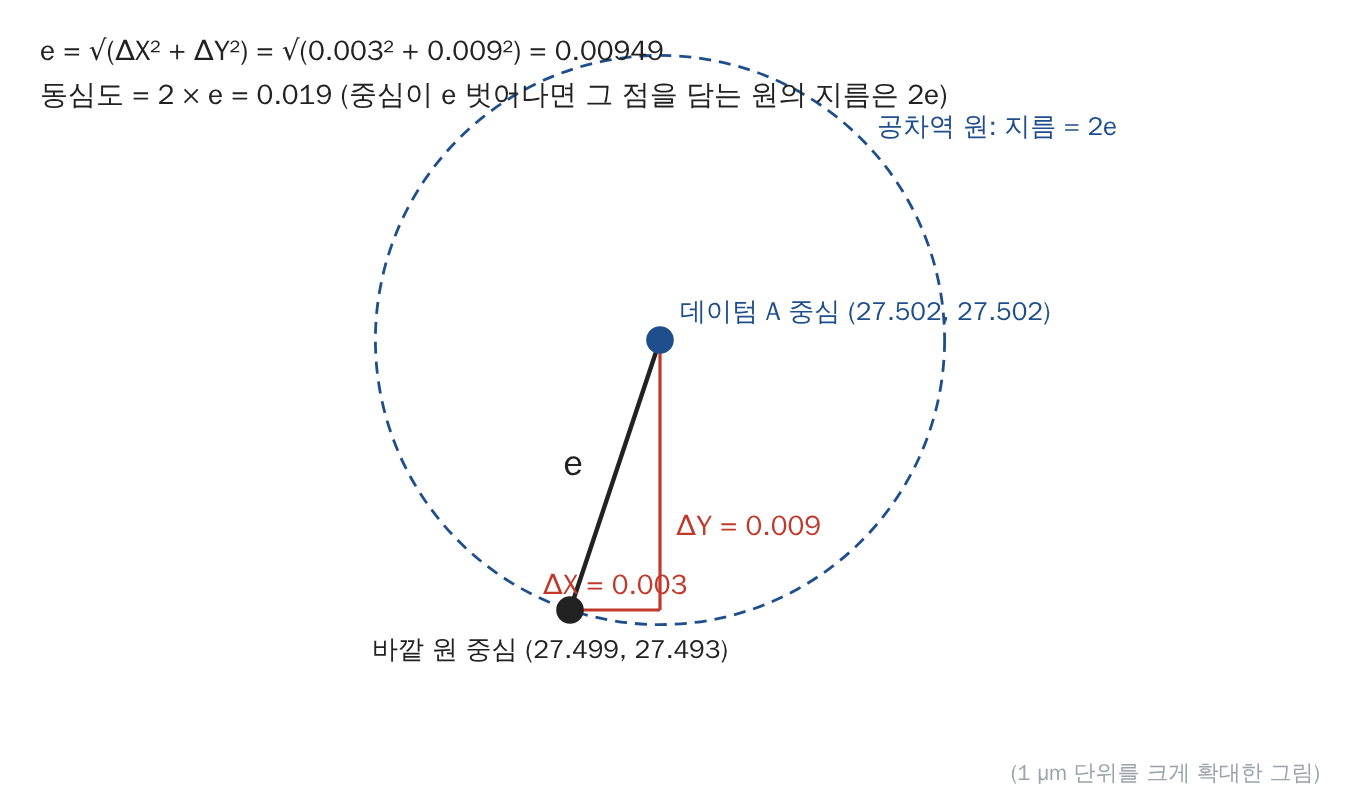 e = √(ΔX² + ΔY²) = √(0.003² + 0.009²) = 0.00949
동심도 = 2 × e = 0.019 (중심이 e 벗어나면 그 점을 담는 원의 지름은 2e)
공차역 원: 지름 = 2e
데이텀 A 중심 (27.502, 27.502)
e
ΔY = 0.009
ΔX = 0.003
바깥 원 중심 (27.499, 27.493)
(1 µm 단위를 크게 확대한 그림)